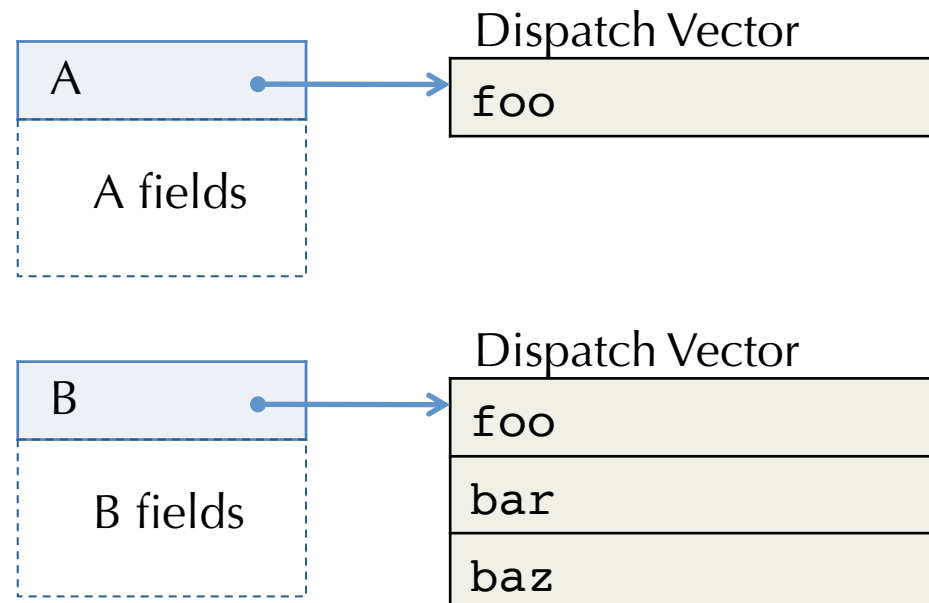 Dispatch Vector
A
foo
A fields
Dispatch Vector
B
foo
bar
B fields
baz